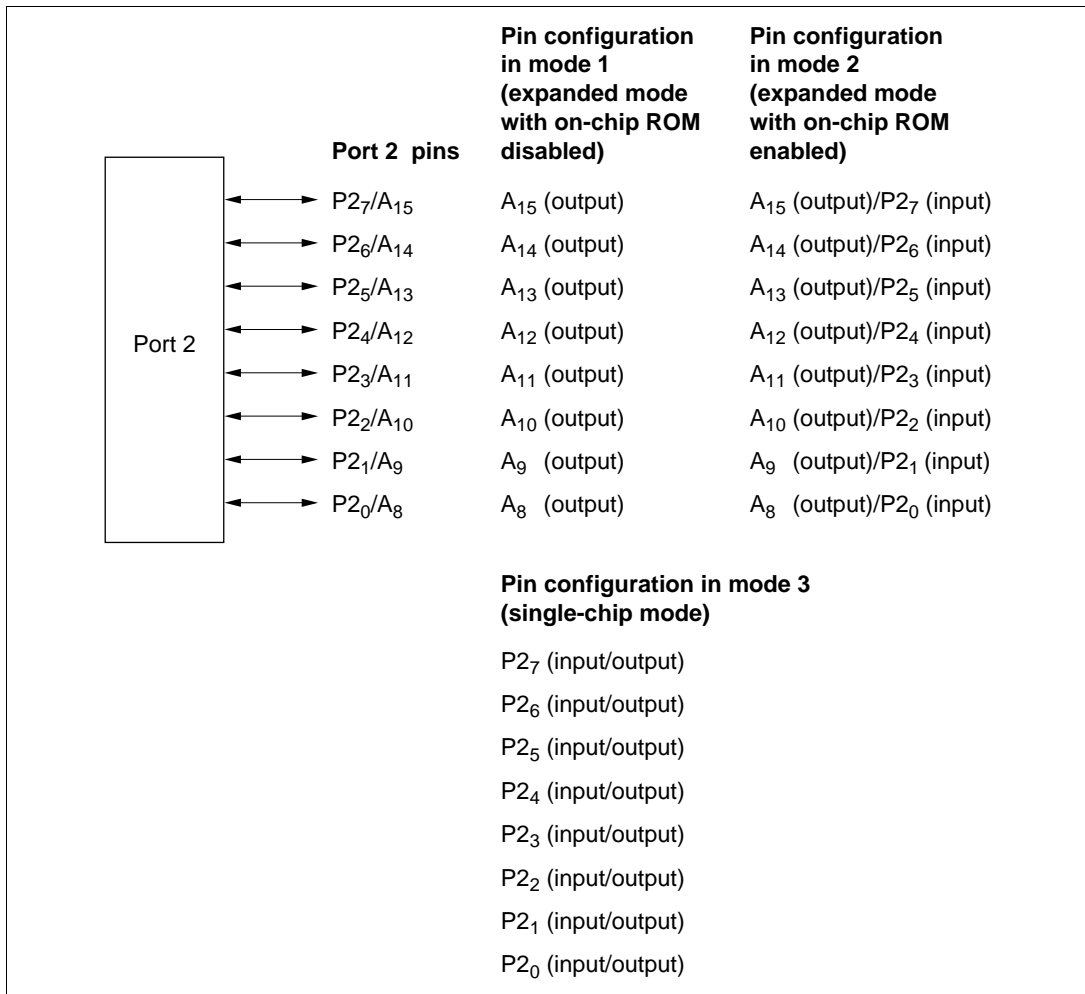 Pin configuration in mode 1 (expanded mode with on-chip ROM disabled)
Pin configuration in mode 2 (expanded mode with on-chip ROM enabled)
Port 2 pins
Port 2
P2₇/A₁₅ A₁₅ (output) A₁₅ (output)/P2₇ (input)
P2₆/A₁₄ A₁₄ (output) A₁₄ (output)/P2₆ (input)
P2₅/A₁₃ A₁₃ (output) A₁₃ (output)/P2₅ (input)
P2₄/A₁₂ A₁₂ (output) A₁₂ (output)/P2₄ (input)
P2₃/A₁₁ A₁₁ (output) A₁₁ (output)/P2₃ (input)
P2₂/A₁₀ A₁₀ (output) A₁₀ (output)/P2₂ (input)
P2₁/A₉ A₉ (output) A₉ (output)/P2₁ (input)
P2₀/A₈ A₈ (output) A₈ (output)/P2₀ (input)
Pin configuration in mode 3
(single-chip mode)
P2₇ (input/output)
P2₆ (input/output)
P2₅ (input/output)
P2₄ (input/output)
P2₃ (input/output)
P2₂ (input/output)
P2₁ (input/output)
P2₀ (input/output)